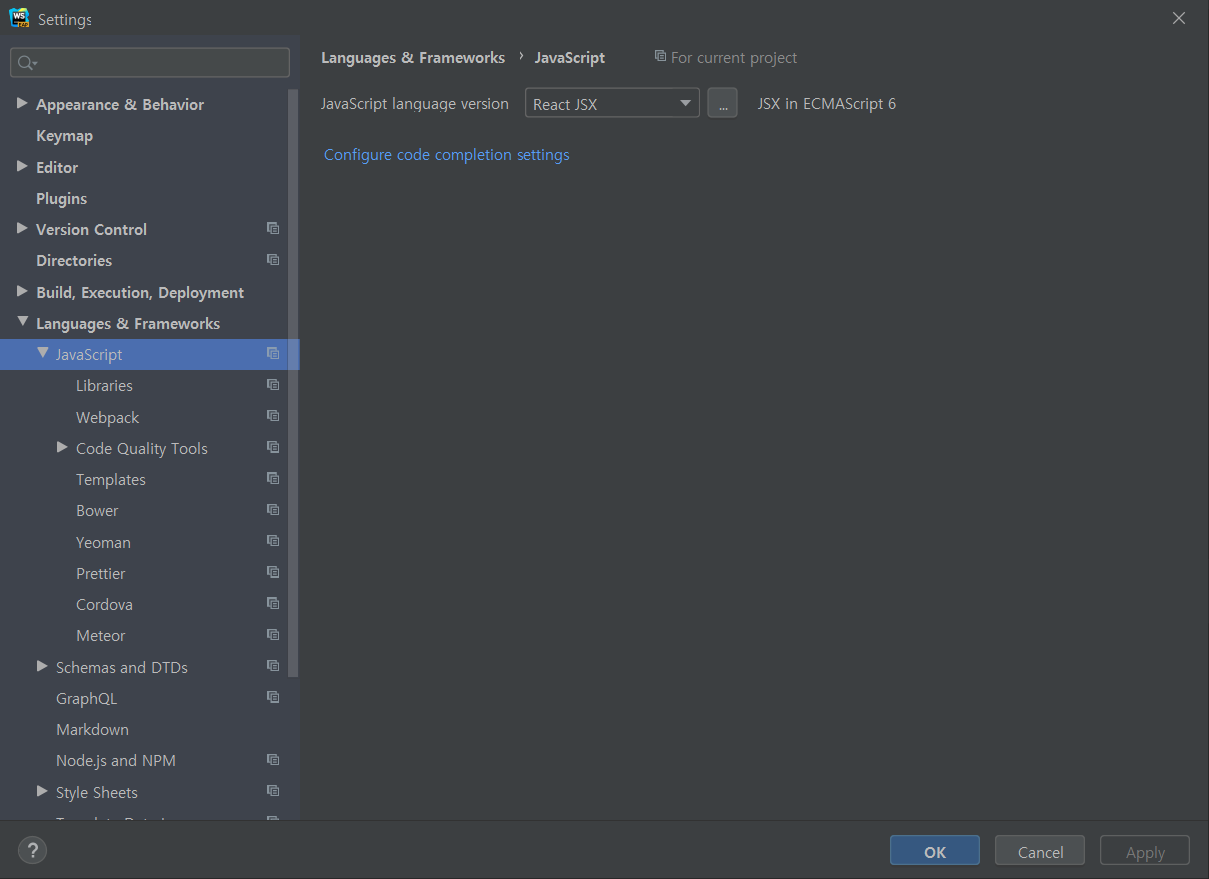 Settings
Languages & Frameworks › JavaScript For current project
JavaScript language version React JSX ... JSX in ECMAScript 6
Configure code completion settings
Appearance & Behavior
Keymap
Editor
Plugins
Version Control
Directories
Build, Execution, Deployment
Languages & Frameworks
JavaScript
Libraries
Webpack
Code Quality Tools
Templates
Bower
Yeoman
Prettier
Cordova
Meteor
Schemas and DTDs
GraphQL
Markdown
Node.js and NPM
Style Sheets
?
OK Cancel Apply